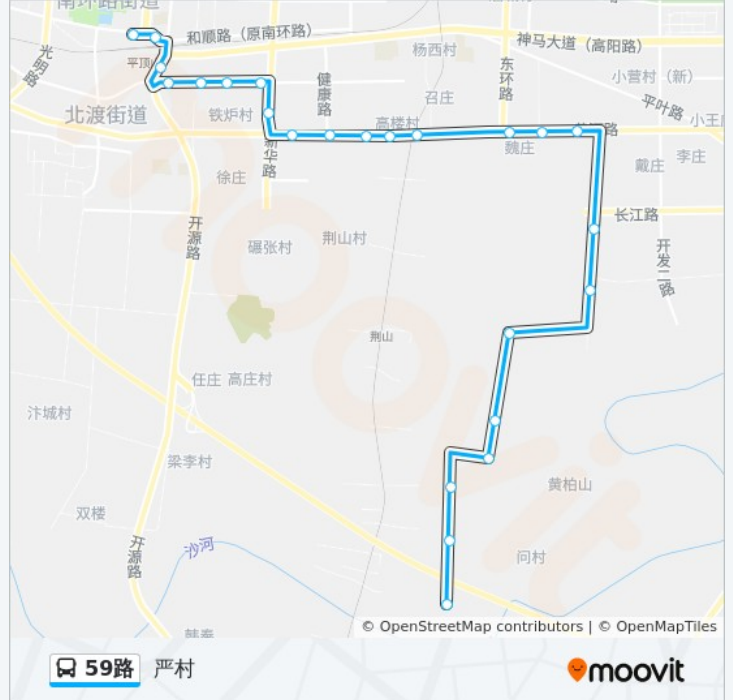 南环路街道
和顺路（原南环路）
神马大道（高阳路）
杨西村
光明路
平顶
东环路
小营村（新）
健康路
召庄
平叶路
北渡街道
铁炉村
高楼村
小王庄
路
新华路
魏庄
李庄
戴庄
徐庄
长江路
开源路
荆山村
碾张村
开发二路
荆山
任庄
高庄村
汴城村
梁李村
黄柏山
双楼
开源路
沙河
问村
© OpenStreetMap contributors | © OpenMapTiles
59路 严村
moovit